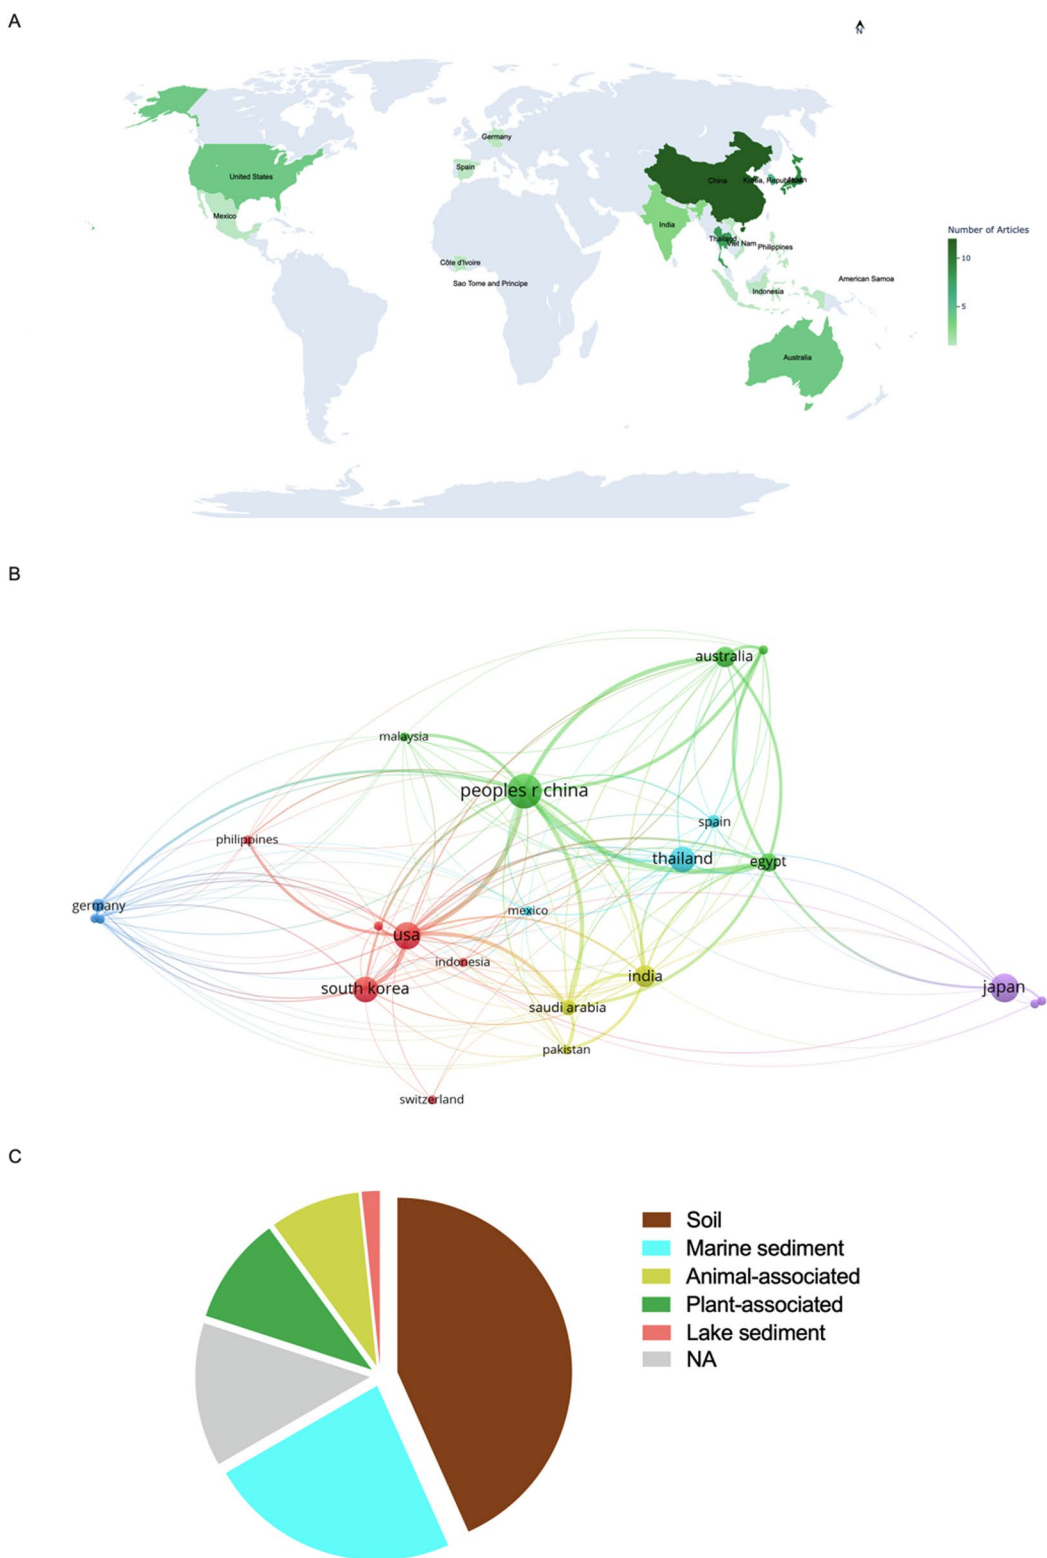 A
N
Germany
Spain
United States
China
Korea, Republic
Mexico
India
Thailand
Viet Nam
Philippines
Number of Articles
10
5
Côte d'Ivoire
Sao Tome and Principe
American Samoa
Indonesia
Australia
B
australia
malaysia
peoples r china
spain
philippines
thailand
egypt
germany
mexico
usa
indonesia
india
south korea
japan
saudi arabia
pakistan
switzerland
C
Soil
Marine sediment
Animal-associated
Plant-associated
Lake sediment
NA